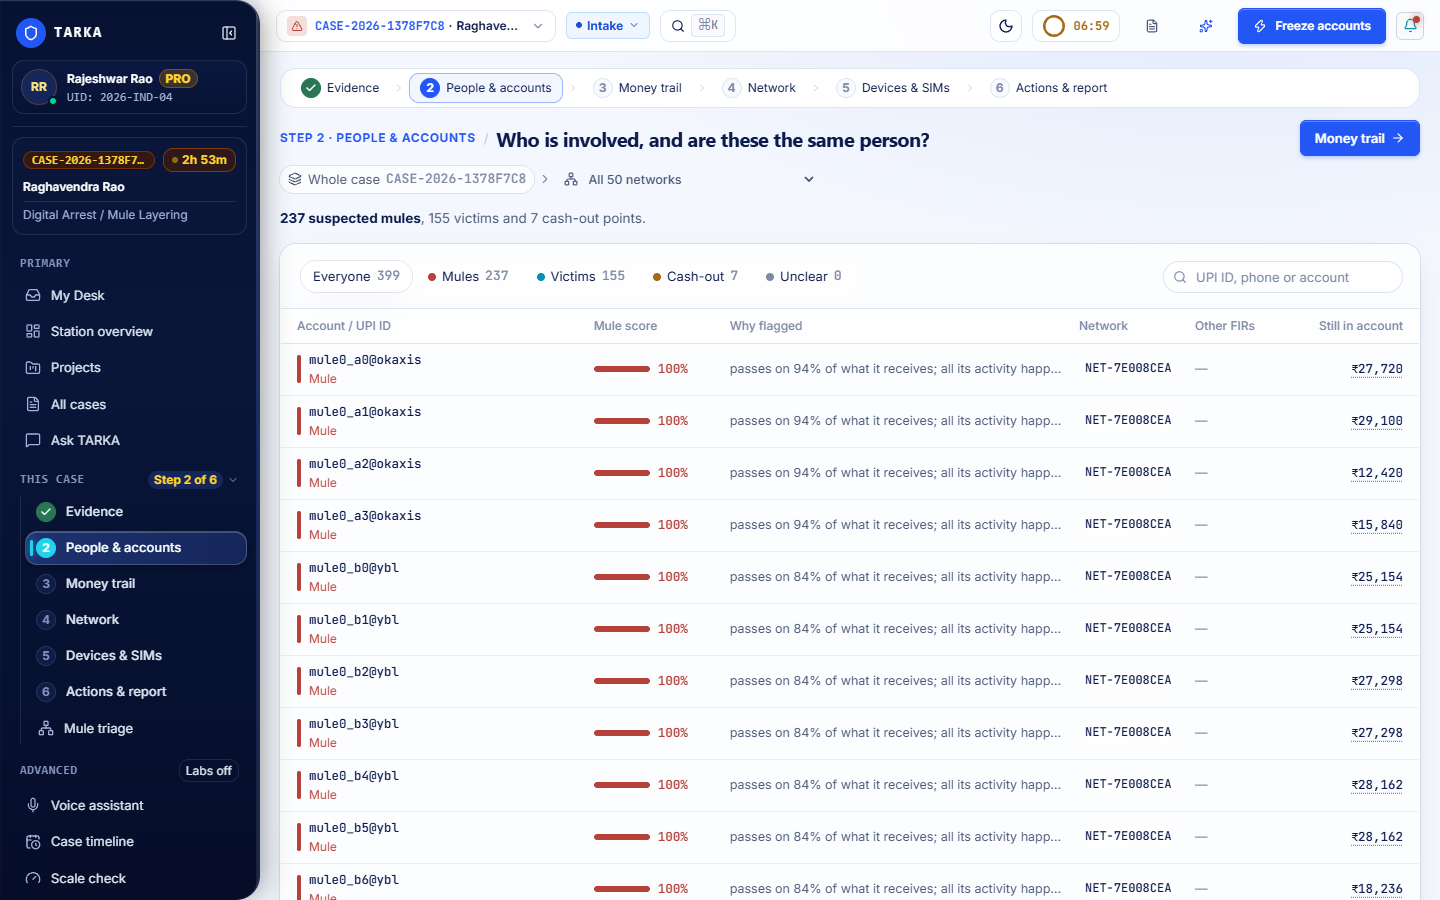 TARKA
RR
Rajeshwar Rao PRO
UID: 2026-IND-04
CASE-2026-1378F7… 2h 53m
Raghavendra Rao
Digital Arrest / Mule Layering
PRIMARY
My Desk
Station overview
Projects
All cases
Ask TARKA
THIS CASE Step 2 of 6
Evidence
2 People & accounts
3 Money trail
4 Network
5 Devices & SIMs
6 Actions & report
Mule triage
ADVANCED Labs off
Voice assistant
Case timeline
Scale check
CASE-2026-1378F7C8 · Raghave... Intake ⌘K 06:59 Freeze accounts
Evidence 2 People & accounts 3 Money trail 4 Network 5 Devices & SIMs 6 Actions & report
STEP 2 · PEOPLE & ACCOUNTS / Who is involved, and are these the same person? Money trail →
Whole case CASE-2026-1378F7C8 All 50 networks
237 suspected mules, 155 victims and 7 cash-out points.
Everyone 399 Mules 237 Victims 155 Cash-out 7 Unclear 0 UPI ID, phone or account
Account / UPI ID Mule score Why flagged Network Other FIRs Still in account
mule0_a0@okaxis 100% passes on 94% of what it receives; all its activity happ... NET-7E008CEA — ₹27,720
Mule
mule0_a1@okaxis 100% passes on 94% of what it receives; all its activity happ... NET-7E008CEA — ₹29,100
Mule
mule0_a2@okaxis 100% passes on 94% of what it receives; all its activity happ... NET-7E008CEA — ₹12,420
Mule
mule0_a3@okaxis 100% passes on 94% of what it receives; all its activity happ... NET-7E008CEA — ₹15,840
Mule
mule0_b0@ybl 100% passes on 84% of what it receives; all its activity happ... NET-7E008CEA — ₹25,154
Mule
mule0_b1@ybl 100% passes on 84% of what it receives; all its activity happ... NET-7E008CEA — ₹25,154
Mule
mule0_b2@ybl 100% passes on 84% of what it receives; all its activity happ... NET-7E008CEA — ₹27,298
Mule
mule0_b3@ybl 100% passes on 84% of what it receives; all its activity happ... NET-7E008CEA — ₹27,298
Mule
mule0_b4@ybl 100% passes on 84% of what it receives; all its activity happ... NET-7E008CEA — ₹28,162
Mule
mule0_b5@ybl 100% passes on 84% of what it receives; all its activity happ... NET-7E008CEA — ₹28,162
Mule
mule0_b6@ybl 100% passes on 84% of what it receives; all its activity happ... NET-7E008CEA — ₹18,236
Mule